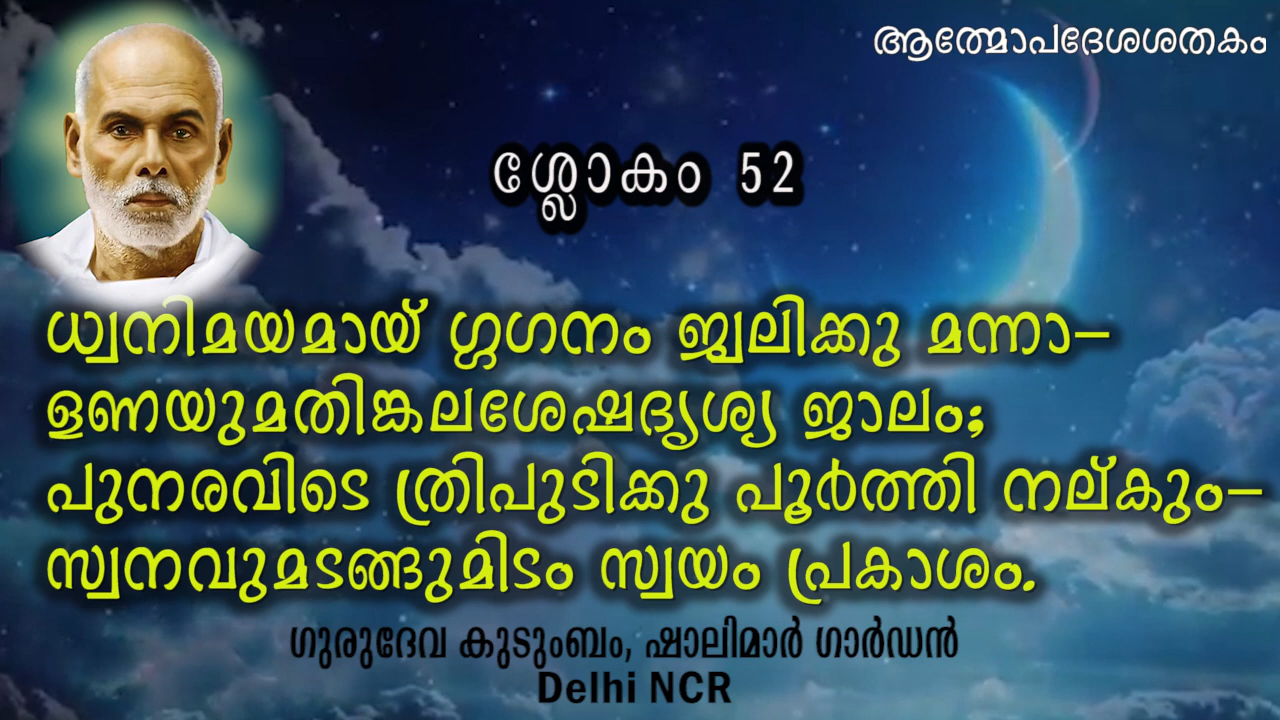 ആത്മോപദേശശതകം
ശ്ലോകം 52
ധ്വനിമയമായ് ഗ്ഗഗനം ജ്വലിക്കു മന്നാ-
ളണയുമതിങ്കലശേഷദൃശ്യ ജാലം;
പുനരവിടെ ത്രിപുടിക്കു പൂർത്തി നല്കും-
സ്വനവുമടങ്ങുമിടം സ്വയം പ്രകാശം.
ഗുരുദേവ കുടുംബം, ഷാലിമാർ ഗാർഡൻ
Delhi NCR